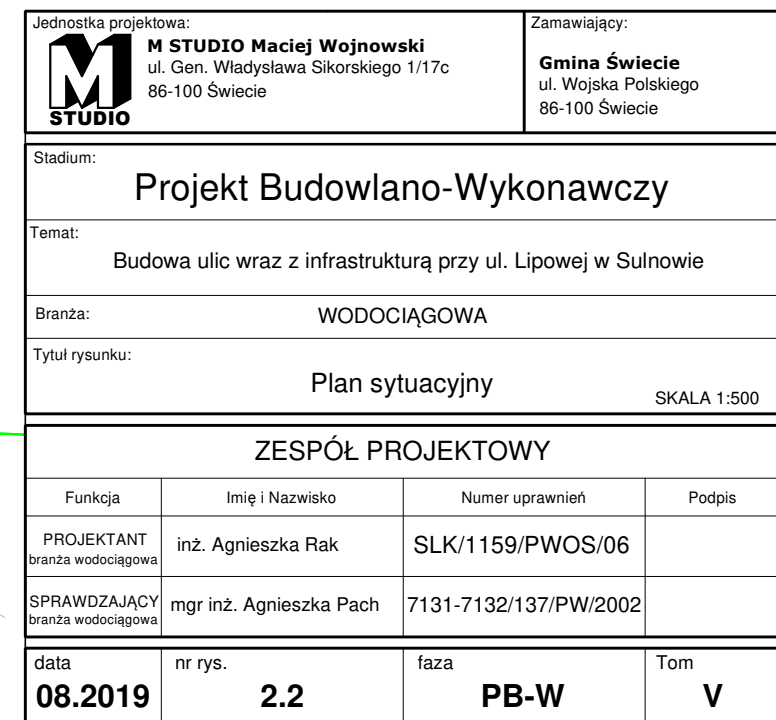 Jednostka projektowa:
M STUDIO
M STUDIO Maciej Wojnowski
ul. Gen. Władysława Sikorskiego 1/17c
86-100 Świecie
Zamawiający:
Gmina Świecie
ul. Wojska Polskiego
86-100 Świecie
Stadium:
Projekt Budowlano-Wykonawczy
Temat:
Budowa ulic wraz z infrastrukturą przy ul. Lipowej w Sulnowie
Branża: WODOCIĄGOWA
Tytuł rysunku:
Plan sytuacyjny
SKALA 1:500
ZESPÓŁ PROJEKTOWY
Funkcja Imię i Nazwisko Numer uprawnień Podpis
PROJEKTANT
branża wodociągowa
inż. Agnieszka Rak SLK/1159/PWOS/06
SPRAWDZAJĄCY
branża wodociągowa
mgr inż. Agnieszka Pach 7131-7132/137/PW/2002
data nr rys. faza Tom
08.2019 2.2 PB-W V